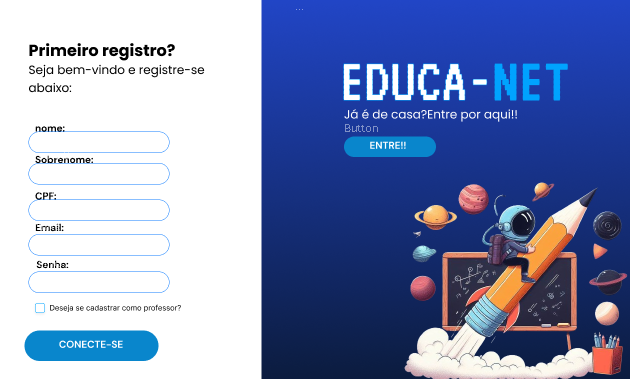 Primeiro registro?
Seja bem-vindo e registre-se
abaixo:
nome:
Sobrenome:
CPF:
Email:
Senha:
Deseja se cadastrar como professor?
CONECTE-SE
...
EDUCA-NET
Já é de casa?Entre por aqui!!
Button
ENTRE!!